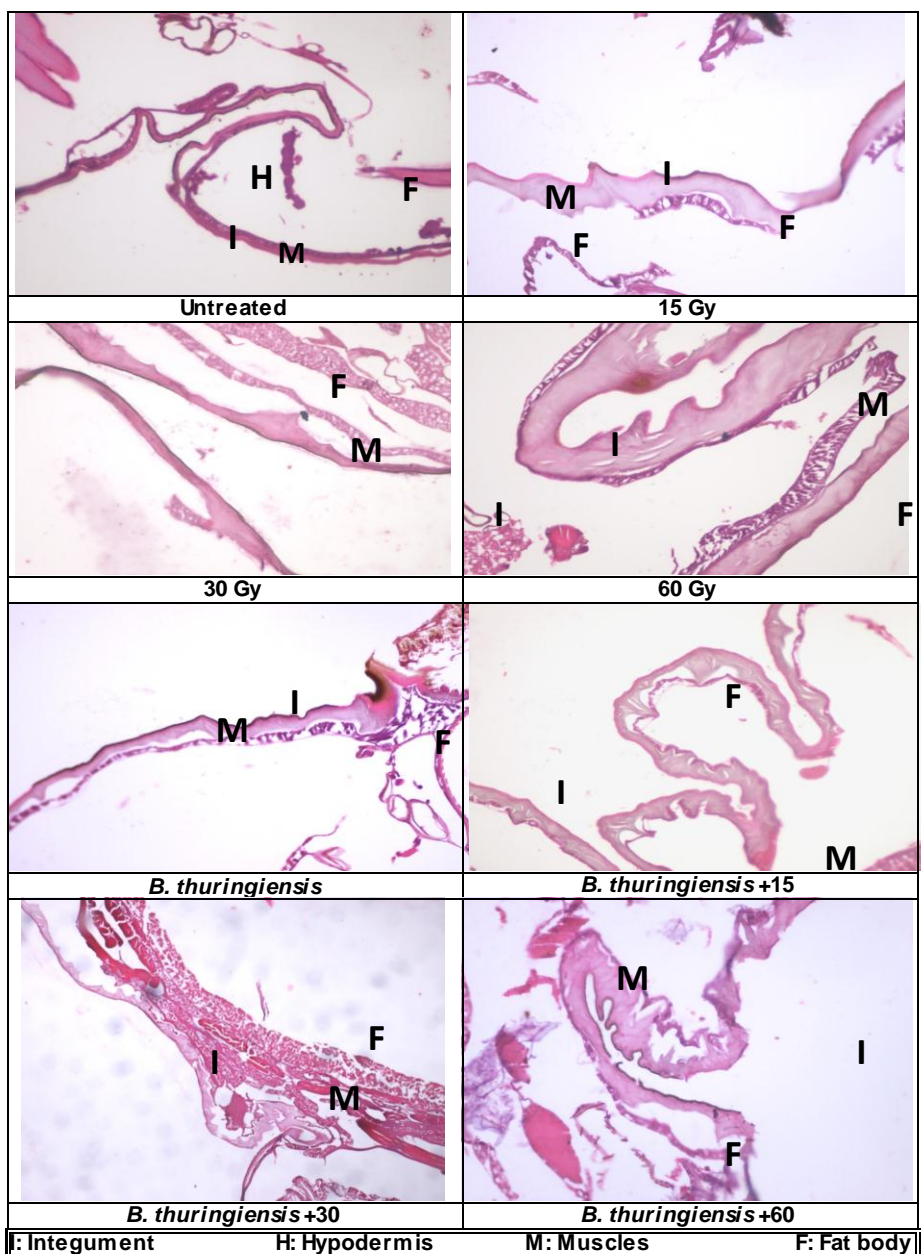 H
F
I
M
Untreated
I
M
F
F
15 Gy
F
M
30 Gy
M
I
I
F
60 Gy
I
M
F
B. thuringiensis
F
I
M
B. thuringiensis +15
F
I
M
B. thuringiensis +30
M
I
F
B. thuringiensis +60
I: Integument H: Hypodermis M: Muscles F: Fat body